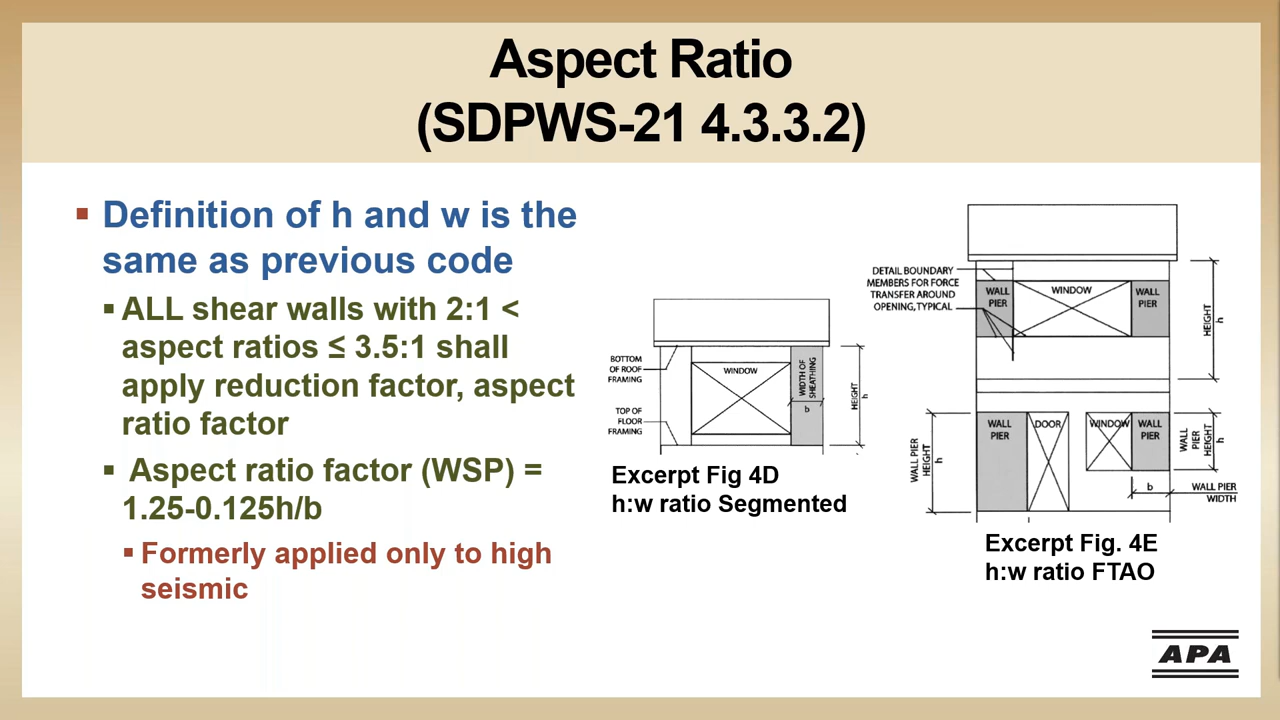 Aspect Ratio
(SDPWS-21 4.3.3.2)
▪ Definition of h and w is the
same as previous code
▪ ALL shear walls with 2:1 <
aspect ratios ≤ 3.5:1 shall
apply reduction factor, aspect
ratio factor
▪ Aspect ratio factor (WSP) =
1.25-0.125h/b
▪ Formerly applied only to high
seismic
BOTTOM
OF ROOF
FRAMING
TOP OF
FLOOR
FRAMING
WINDOW
WIDTH OF
SHEATHING
b
HEIGHT
h
Excerpt Fig 4D
h:w ratio Segmented
DETAIL BOUNDARY
MEMBERS FOR FORCE
TRANSFER AROUND
OPENING, TYPICAL
WALL
PIER
WINDOW
WALL
PIER
HEIGHT
h
WALL PIER
HEIGHT
h
WALL
PIER
DOOR
WINDOW
WALL
PIER
WALL
PIER
HEIGHT
h
b
WALL PIER
WIDTH
Excerpt Fig. 4E
h:w ratio FTAO
APA